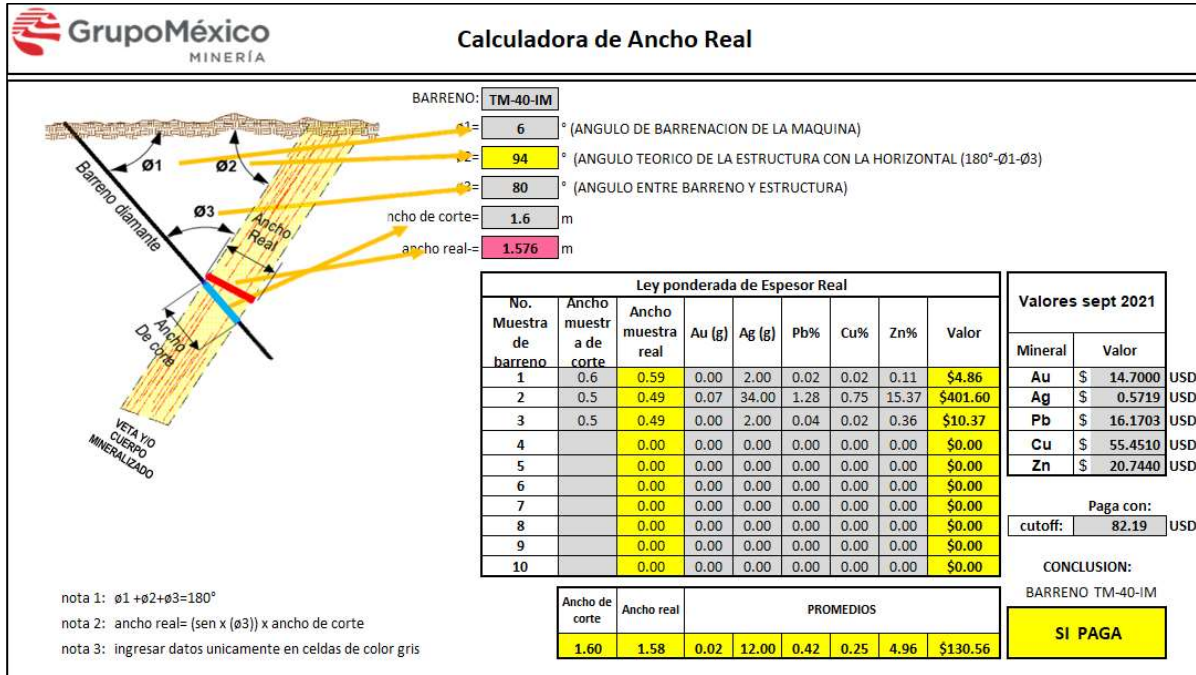 GrupoMéxico
MINERÍA
Calculadora de Ancho Real
BARRENO: TM-40-IM
6 ° (ANGULO DE BARRENACION DE LA MAQUINA)
94 ° (ANGULO TEORICO DE LA ESTRUCTURA CON LA HORIZONTAL (180°-Ø1-Ø3)
80 ° (ANGULO ENTRE BARRENO Y ESTRUCTURA)
ncho de corte= 1.6 m
ancho real-= 1.576 m
Ø1
Ø2
Ø3
Barreno diamante
Ancho
Real
Ancho
De corte
VETA Y/O
CUERPO
MINERALIZADO
Ley ponderada de Espesor Real
No. Muestra de barreno Ancho muestr a de corte Ancho muestra real Au (g) Ag (g) Pb% Cu% Zn% Valor
1 0.6 0.59 0.00 2.00 0.02 0.02 0.11 $4.86
2 0.5 0.49 0.07 34.00 1.28 0.75 15.37 $401.60
3 0.5 0.49 0.00 2.00 0.04 0.02 0.36 $10.37
4 0.00 0.00 0.00 0.00 0.00 0.00 $0.00
5 0.00 0.00 0.00 0.00 0.00 0.00 $0.00
6 0.00 0.00 0.00 0.00 0.00 0.00 $0.00
7 0.00 0.00 0.00 0.00 0.00 0.00 $0.00
8 0.00 0.00 0.00 0.00 0.00 0.00 $0.00
9 0.00 0.00 0.00 0.00 0.00 0.00 $0.00
10 0.00 0.00 0.00 0.00 0.00 0.00 $0.00
Ancho de corte Ancho real PROMEDIOS
1.60 1.58 0.02 12.00 0.42 0.25 4.96 $130.56
Valores sept 2021
Mineral Valor
Au $ 14.7000 USD
Ag $ 0.5719 USD
Pb $ 16.1703 USD
Cu $ 55.4510 USD
Zn $ 20.7440 USD
Paga con:
cutoff: 82.19 USD
CONCLUSION:
BARRENO TM-40-IM
SI PAGA
nota 1: ø1 +ø2+ø3=180°
nota 2: ancho real= (sen x (ø3)) x ancho de corte
nota 3: ingresar datos unicamente en celdas de color gris